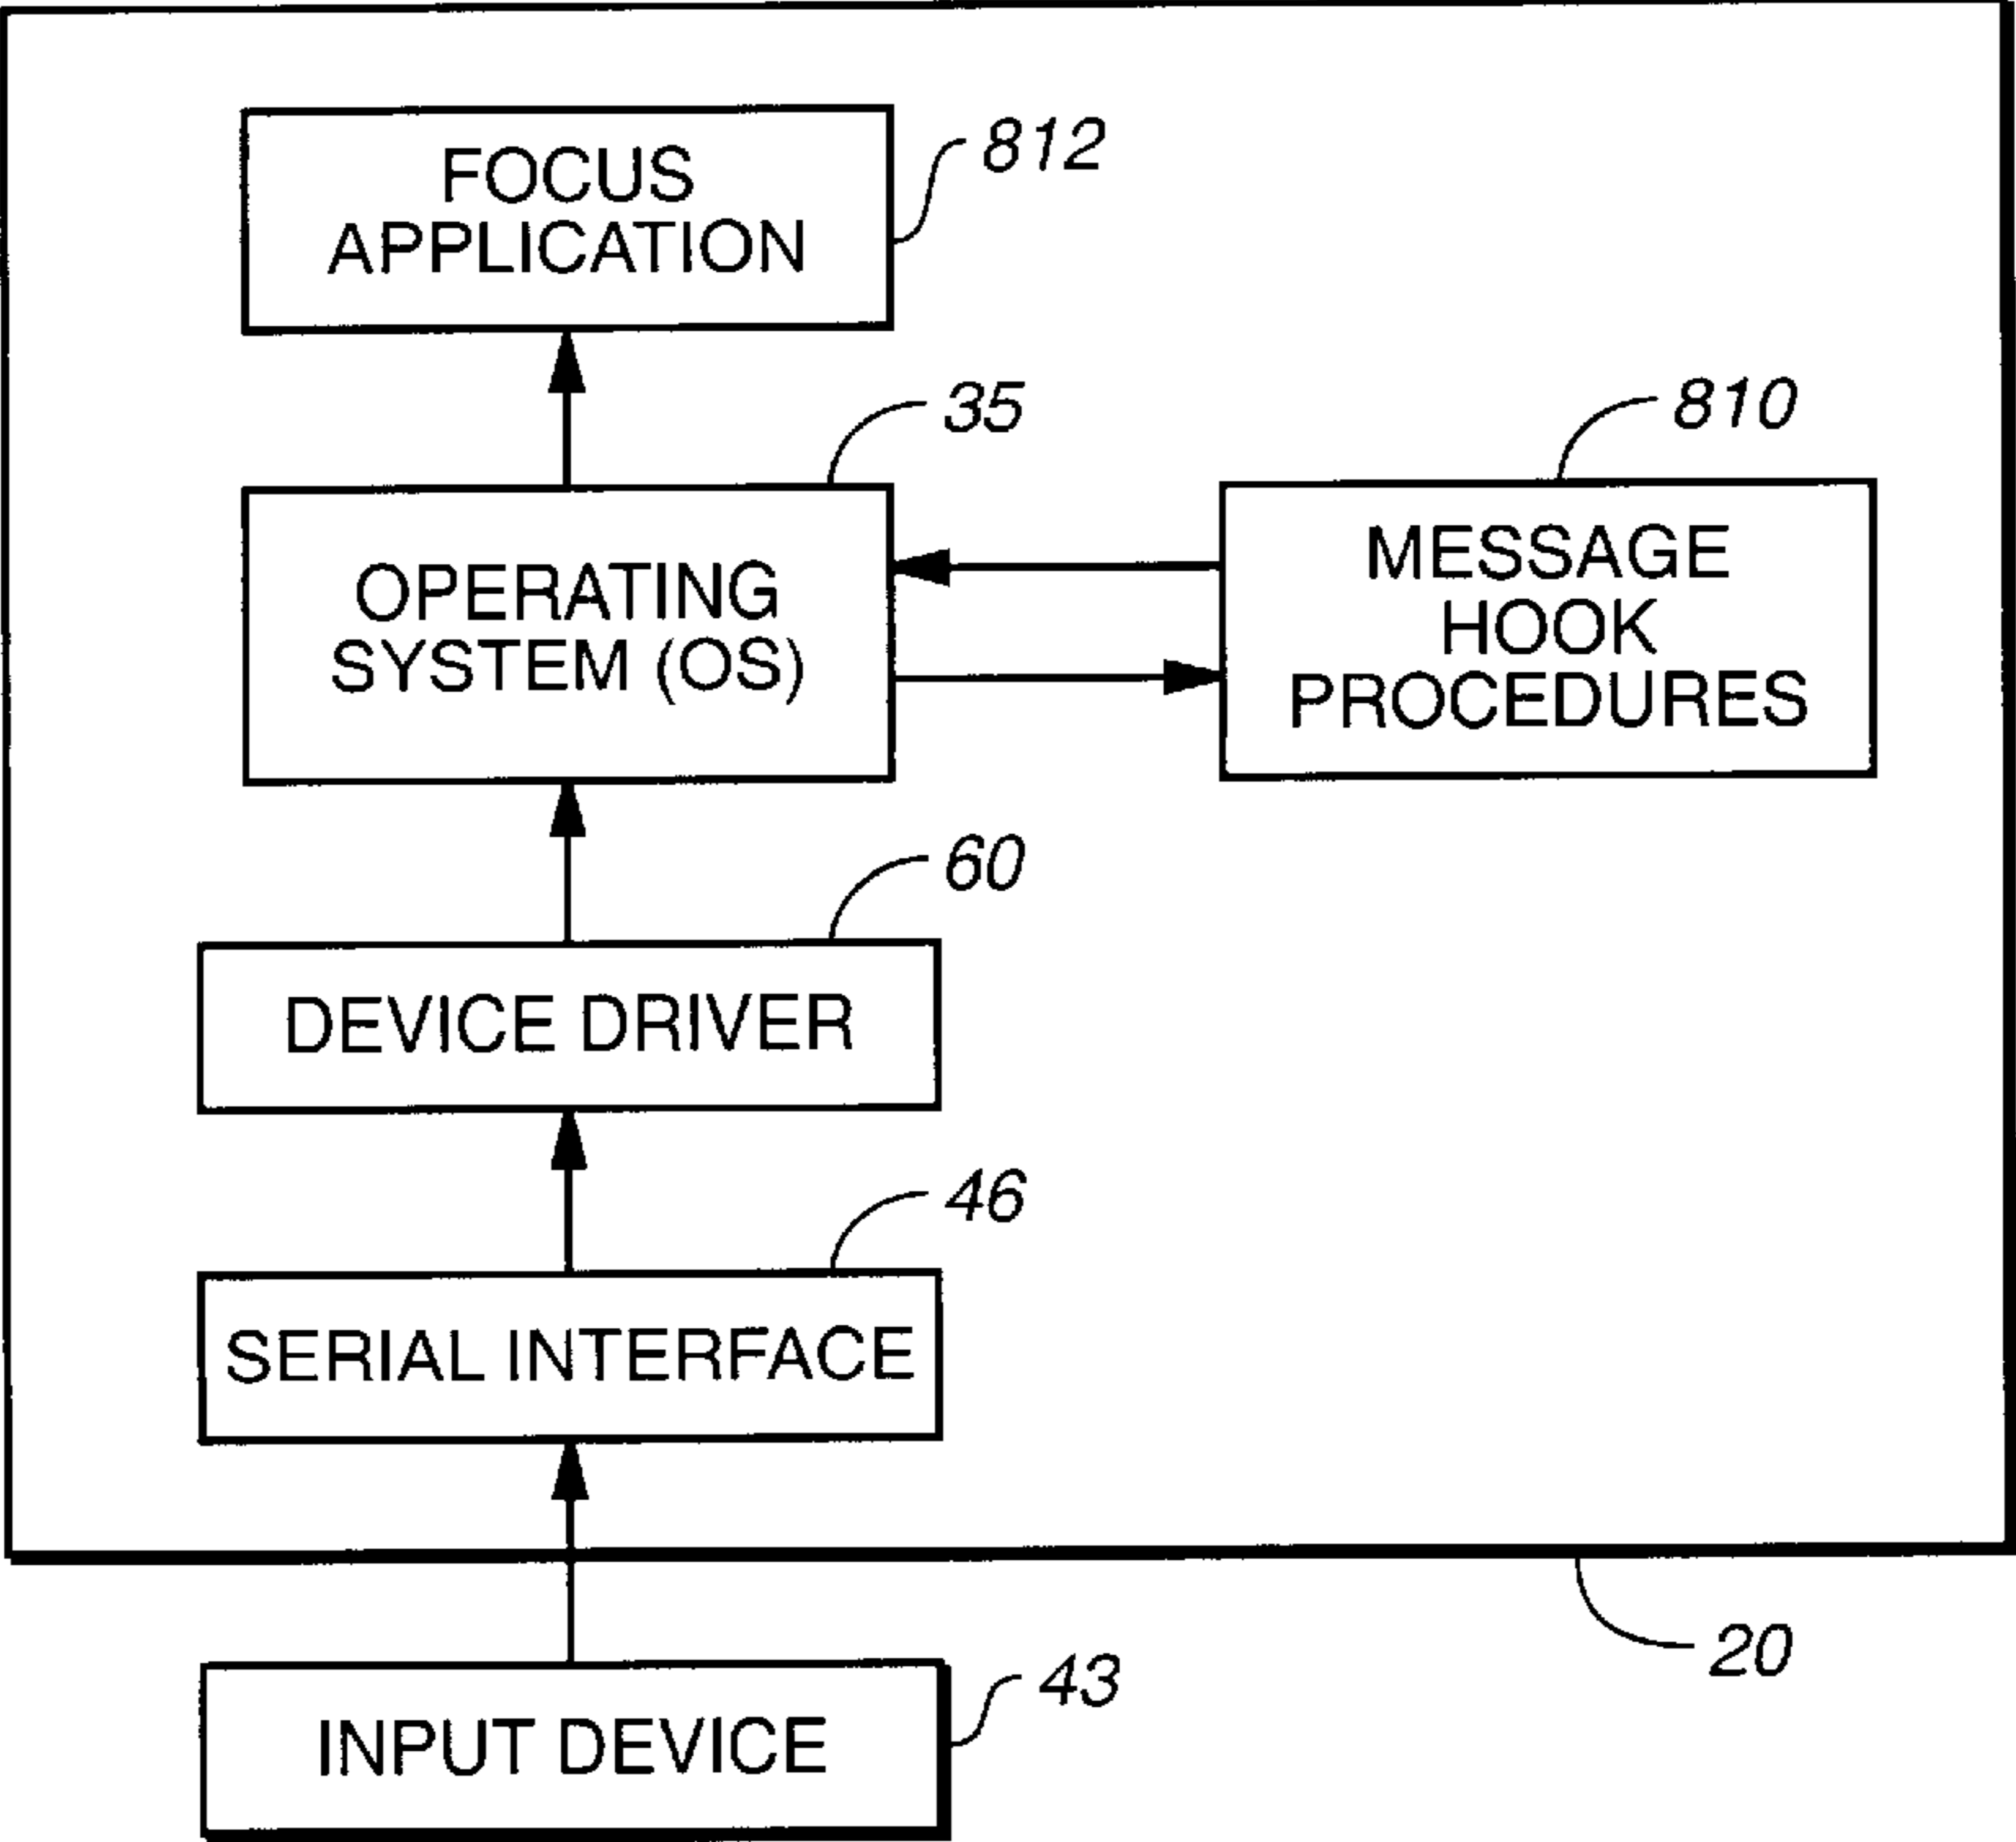 FOCUS
APPLICATION
812
35
810
OPERATING
SYSTEM (OS)
MESSAGE
HOOK
PROCEDURES
60
DEVICE DRIVER
46
SERIAL INTERFACE
20
43
INPUT DEVICE